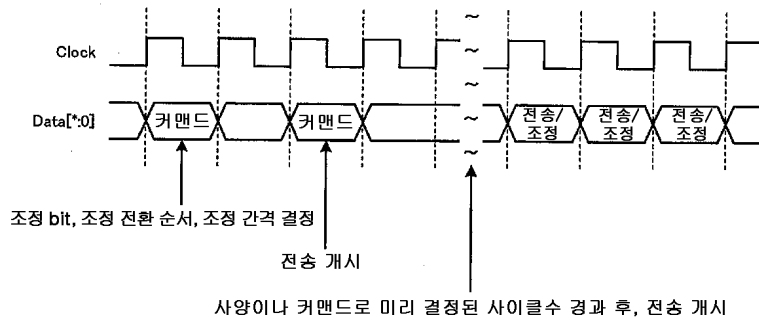 Clock
Data[*:0]
커맨드
커맨드
전송/
조정
전송/
조정
전송/
조정
~
~
~
~
~
조정 bit, 조정 전환 순서, 조정 간격 결정
전송 개시
사양이나 커맨드로 미리 결정된 사이클수 경과 후, 전송 개시